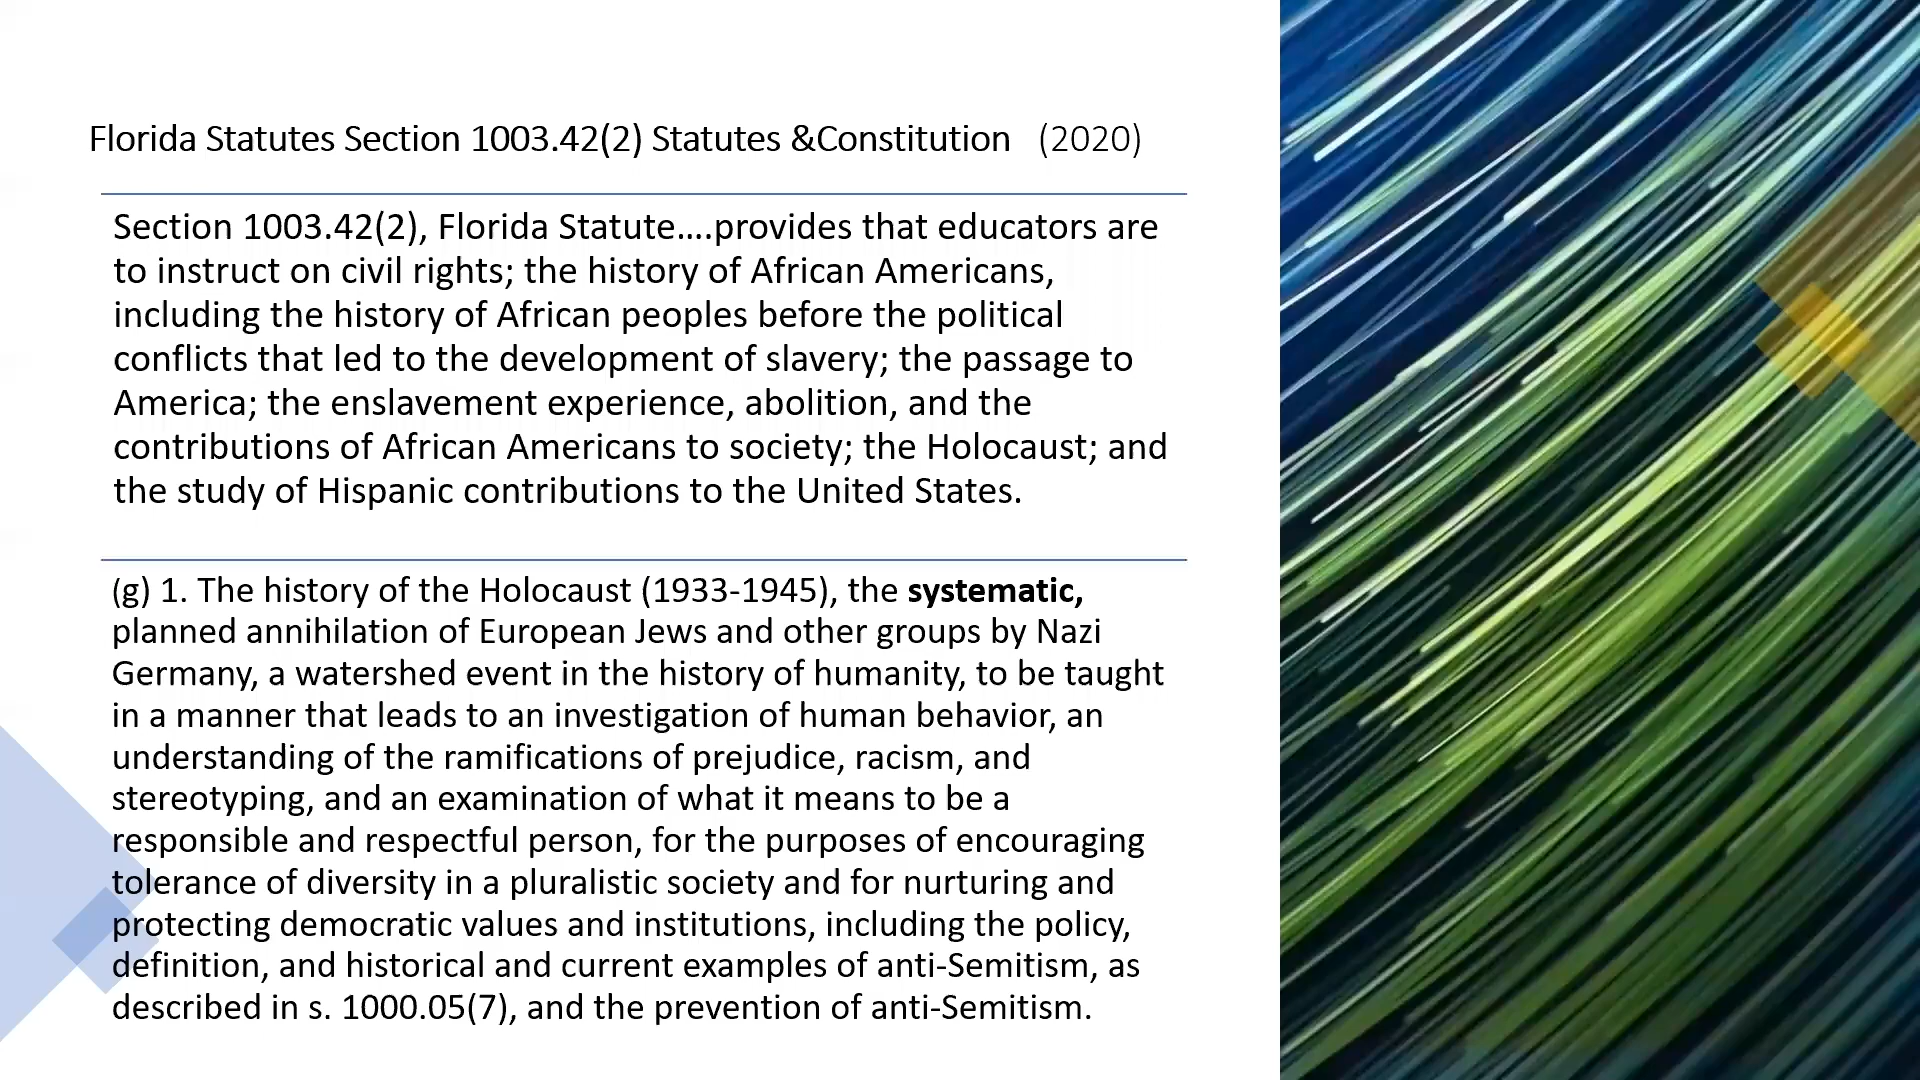 Florida Statutes Section 1003.42(2) Statutes &Constitution (2020)
Section 1003.42(2), Florida Statute....provides that educators are
to instruct on civil rights; the history of African Americans,
including the history of African peoples before the political
conflicts that led to the development of slavery; the passage to
America; the enslavement experience, abolition, and the
contributions of African Americans to society; the Holocaust; and
the study of Hispanic contributions to the United States.
(g) 1. The history of the Holocaust (1933-1945), the systematic,
planned annihilation of European Jews and other groups by Nazi
Germany, a watershed event in the history of humanity, to be taught
in a manner that leads to an investigation of human behavior, an
understanding of the ramifications of prejudice, racism, and
stereotyping, and an examination of what it means to be a
responsible and respectful person, for the purposes of encouraging
tolerance of diversity in a pluralistic society and for nurturing and
protecting democratic values and institutions, including the policy,
definition, and historical and current examples of anti-Semitism, as
described in s. 1000.05(7), and the prevention of anti-Semitism.